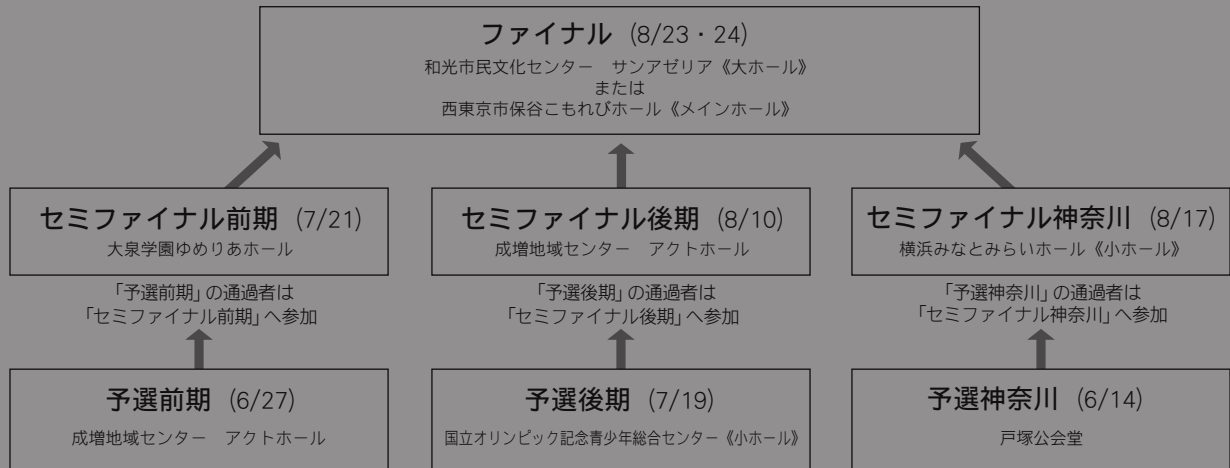 ファイナル (8/23・24)
和光市民文化センター　サンアゼリア《大ホール》
または
西東京市保谷こもれびホール《メインホール》
セミファイナル前期 (7/21)
大泉学園ゆめりあホール
セミファイナル後期 (8/10)
成増地域センター　アクトホール
セミファイナル神奈川 (8/17)
横浜みなとみらいホール《小ホール》
「予選前期」の通過者は
「セミファイナル前期」へ参加
「予選後期」の通過者は
「セミファイナル後期」へ参加
「予選神奈川」の通過者は
「セミファイナル神奈川」へ参加
予選前期 (6/27)
成増地域センター　アクトホール
予選後期 (7/19)
国立オリンピック記念青少年総合センター《小ホール》
予選神奈川 (6/14)
戸塚公会堂